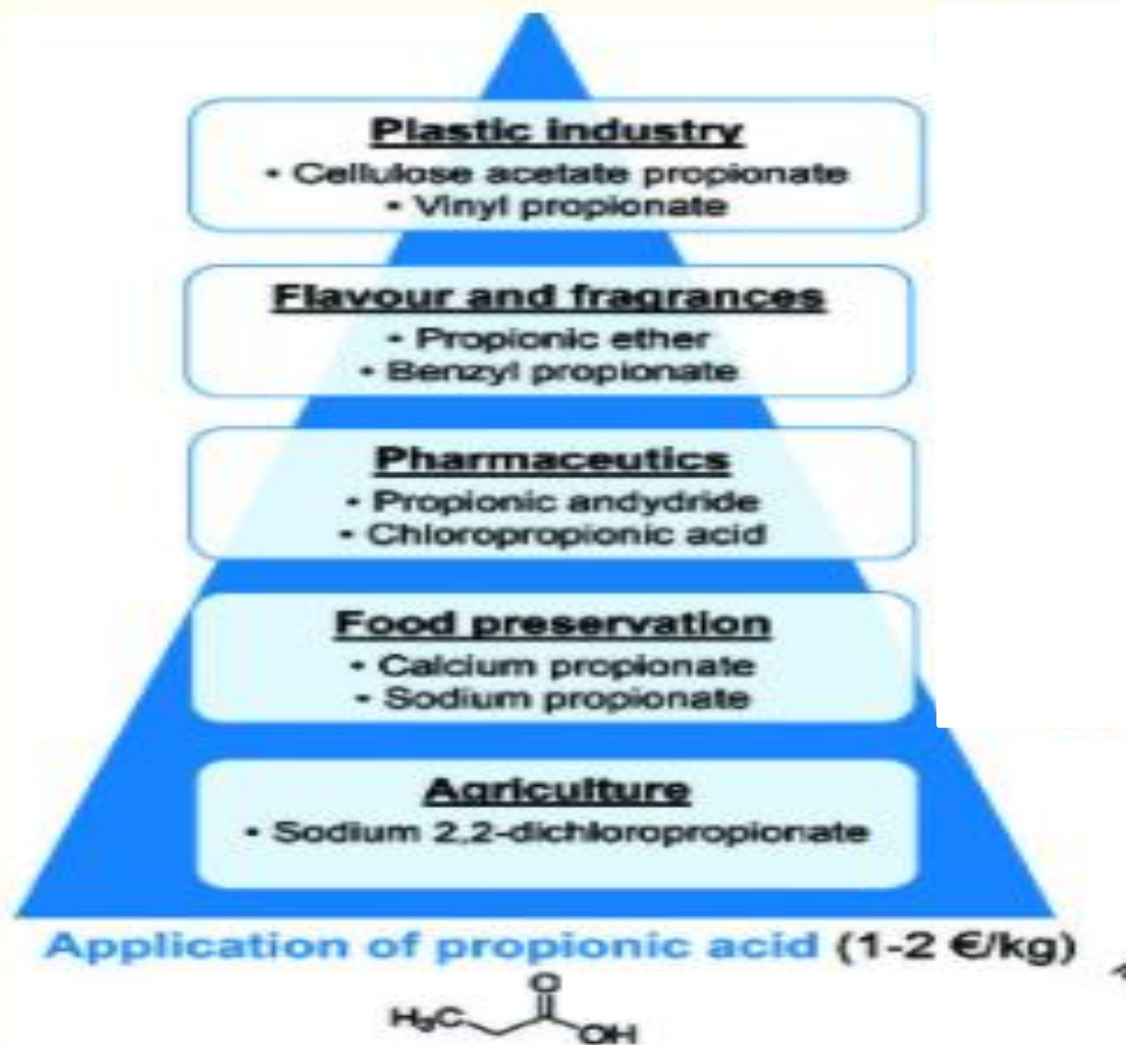 Plastic industry
• Cellulose acetate propionate
• Vinyl propionate
Flavour and fragrances
• Propionic ether
• Benzyl propionate
Pharmaceutics
• Propionic andydride
• Chloropropionic acid
Food preservation
• Calcium propionate
• Sodium propionate
Agriculture
• Sodium 2,2-dichloropropionate
Application of propionic acid (1-2 €/kg)
O
H₃C
OH